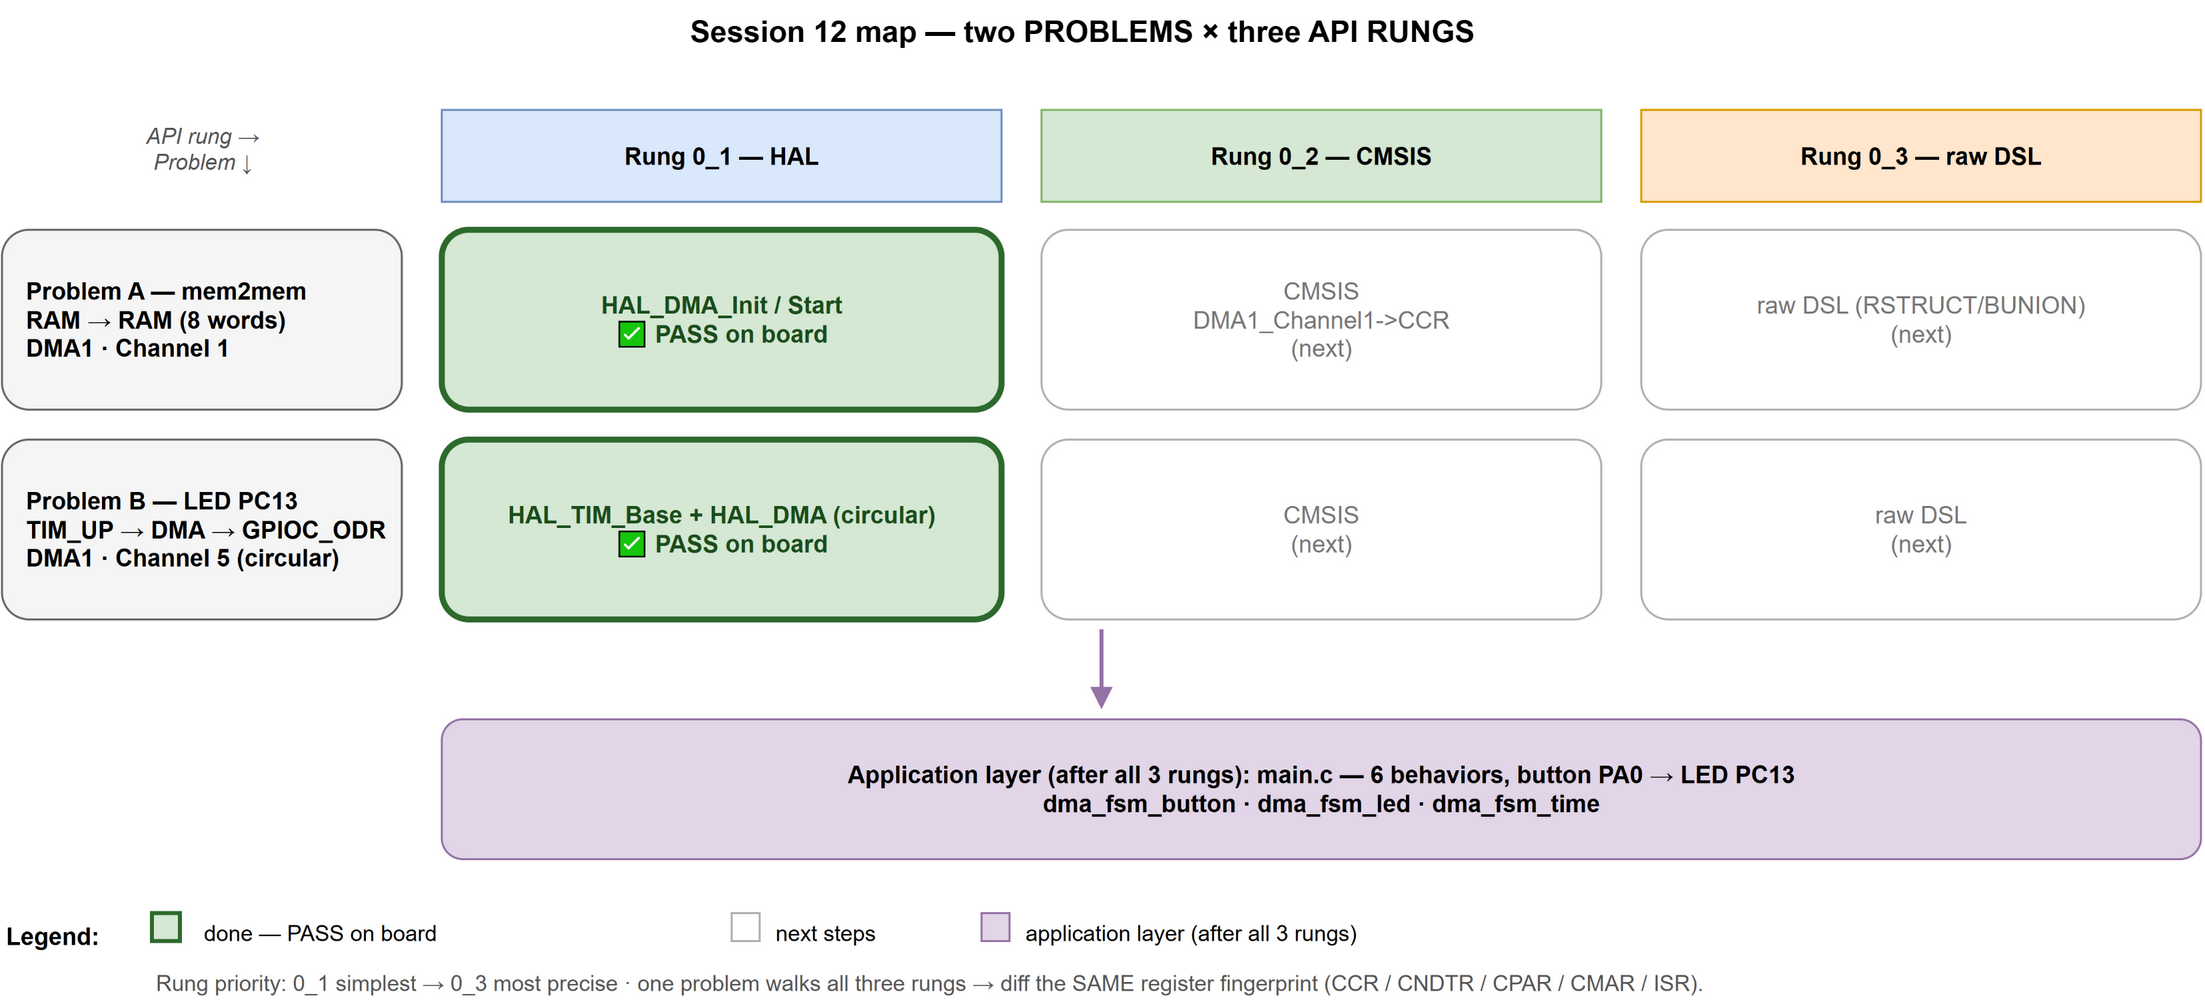 Session 12 map — two PROBLEMS × three API RUNGS
API rung →
Problem ↓
Rung 0_1 — HAL
Rung 0_2 — CMSIS
Rung 0_3 — raw DSL
Problem A — mem2mem
RAM → RAM (8 words)
DMA1 · Channel 1
HAL_DMA_Init / Start
✅ PASS on board
CMSIS
DMA1_Channel1->CCR
(next)
raw DSL (RSTRUCT/BUNION)
(next)
Problem B — LED PC13
TIM_UP → DMA → GPIOC_ODR
DMA1 · Channel 5 (circular)
HAL_TIM_Base + HAL_DMA (circular)
✅ PASS on board
CMSIS
(next)
raw DSL
(next)
Application layer (after all 3 rungs): main.c — 6 behaviors, button PA0 → LED PC13
dma_fsm_button · dma_fsm_led · dma_fsm_time
Legend:
done — PASS on board
next steps
application layer (after all 3 rungs)
Rung priority: 0_1 simplest → 0_3 most precise · one problem walks all three rungs → diff the SAME register fingerprint (CCR / CNDTR / CPAR / CMAR / ISR).